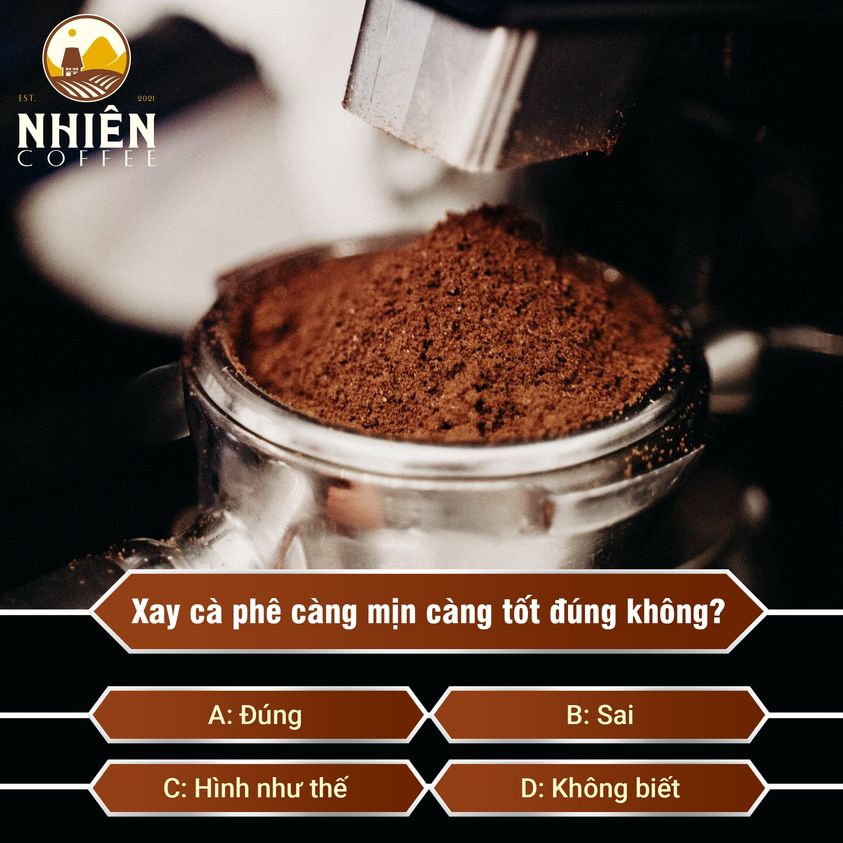 EST. 2021
NHIÊN
COFFEE
Xay cà phê càng mịn càng tốt đúng không?
A: Đúng
B: Sai
C: Hình như thế
D: Không biết